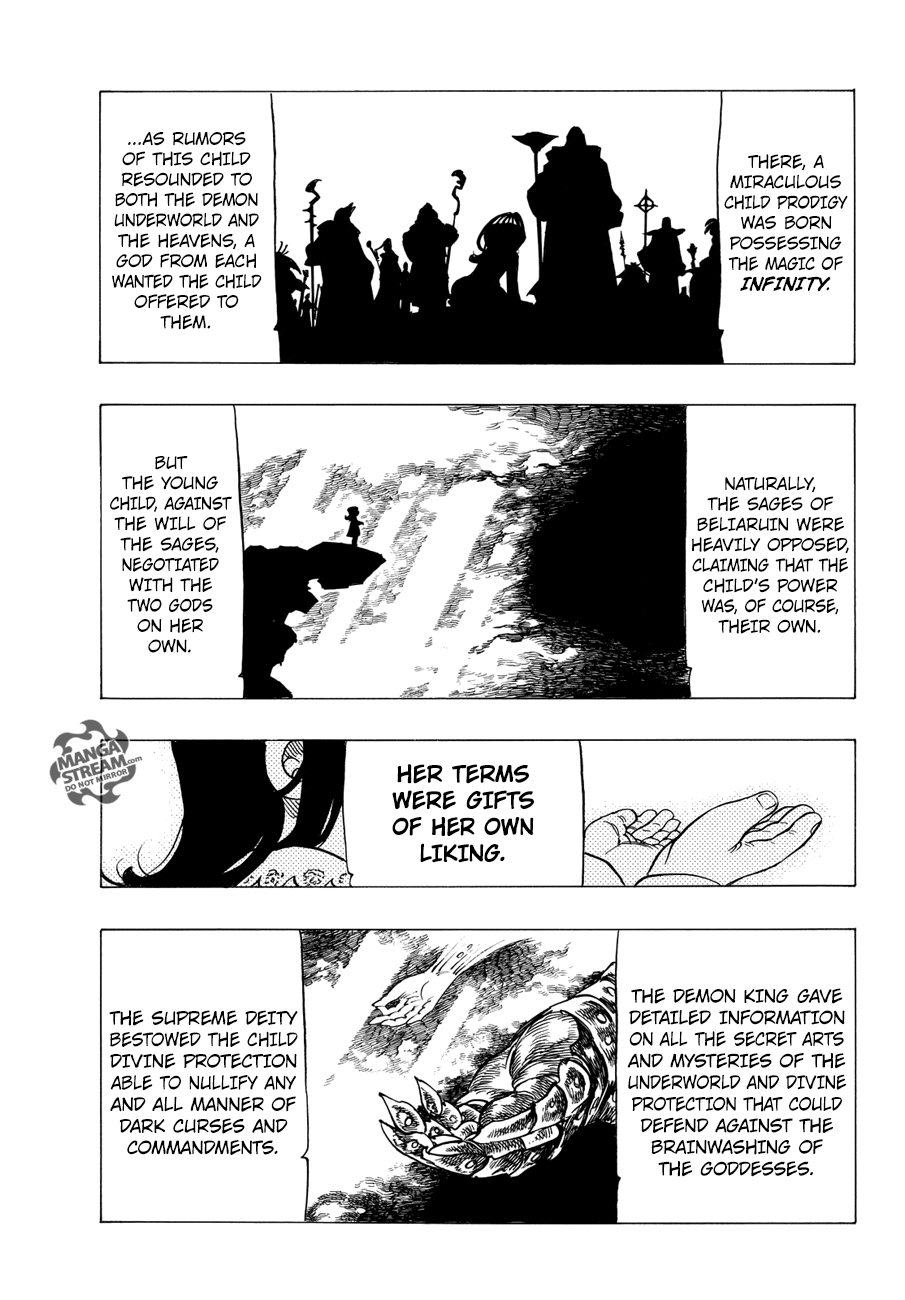 THERE, A
MIRACULOUS
CHILD PRODIGY
WAS BORN
POSSESSING
THE MAGIC OF
INFINITY.
...AS RUMORS
OF THIS CHILD
RESOUNDED TO
BOTH THE DEMON
UNDERWORLD AND
THE HEAVENS, A
GOD FROM EACH
WANTED THE CHILD
OFFERED TO
THEM.
NATURALLY,
THE SAGES OF
BELIARUIN WERE
HEAVILY OPPOSED,
CLAIMING THAT THE
CHILD'S POWER
WAS, OF COURSE,
THEIR OWN.
BUT
THE YOUNG
CHILD, AGAINST
THE WILL OF
THE SAGES,
NEGOTIATED
WITH THE
TWO GODS
ON HER
OWN.
HER TERMS
WERE GIFTS
OF HER OWN
LIKING.
MANGA
STREAM.com
DO NOT MIRROR
THE DEMON KING GAVE
DETAILED INFORMATION
ON ALL THE SECRET ARTS
AND MYSTERIES OF THE
UNDERWORLD AND DIVINE
PROTECTION THAT COULD
DEFEND AGAINST THE
BRAINWASHING OF
THE GODDESSES.
THE SUPREME DEITY
BESTOWED THE CHILD
DIVINE PROTECTION
ABLE TO NULLIFY ANY
AND ALL MANNER OF
DARK CURSES AND
COMMANDMENTS.